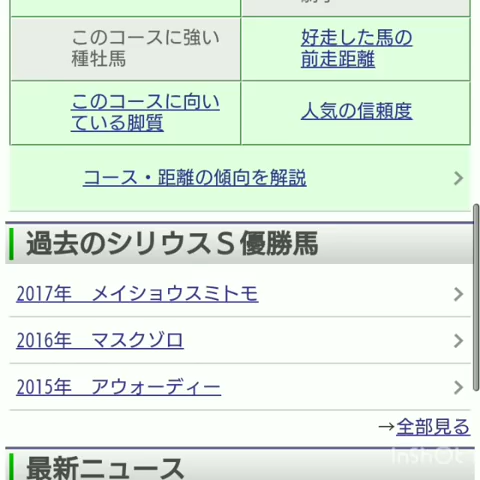 このコースに強い
種牡馬
好走した馬の
前走距離
このコースに向い
ている脚質
人気の信頼度
コース・距離の傾向を解説
過去のシリウスS優勝馬
2017年 メイショウスミトモ
2016年 マスクゾロ
2015年 アウォーディー
→全部見る
InShOt
最新ニュース